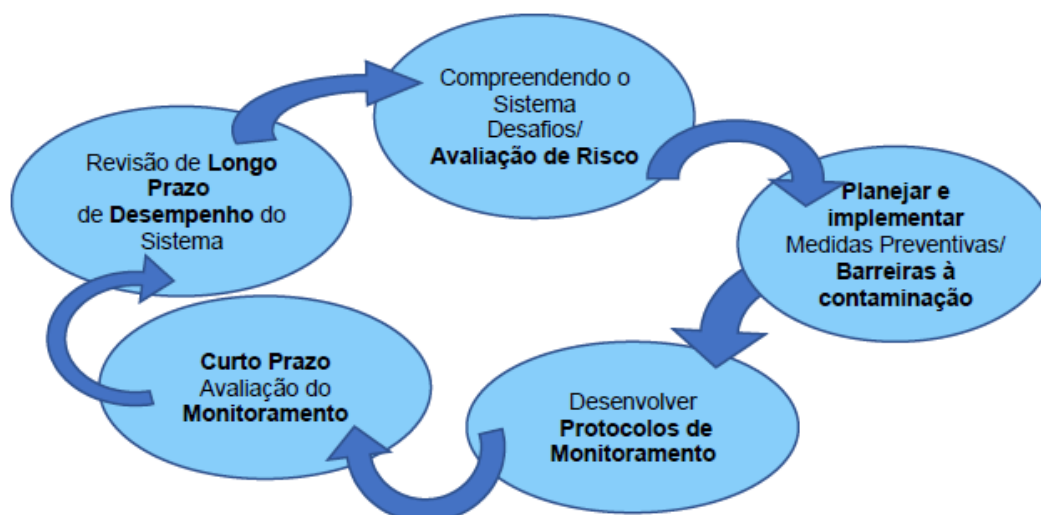 Compreendendo o
Sistema
Desafios/
Avaliação de Risco
Planejar e
implementar
Medidas Preventivas/
Barreiras à
contaminação
Desenvolver
Protocolos de
Monitoramento
Curto Prazo
Avaliação do
Monitoramento
Revisão de Longo
Prazo
de Desempenho do
Sistema